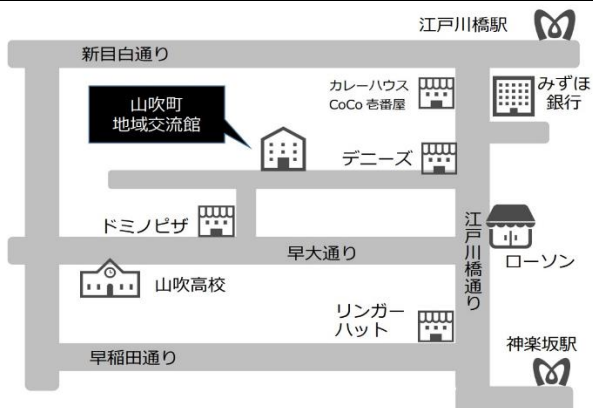 江戸川橋駅
新目白通り
カレーハウス
CoCo壱番屋
みずほ
銀行
山吹町
地域交流館
デニーズ
ドミノピザ
江戸川橋通り
早大通り
ローソン
山吹高校
リンガー
ハット
神楽坂駅
早稲田通り